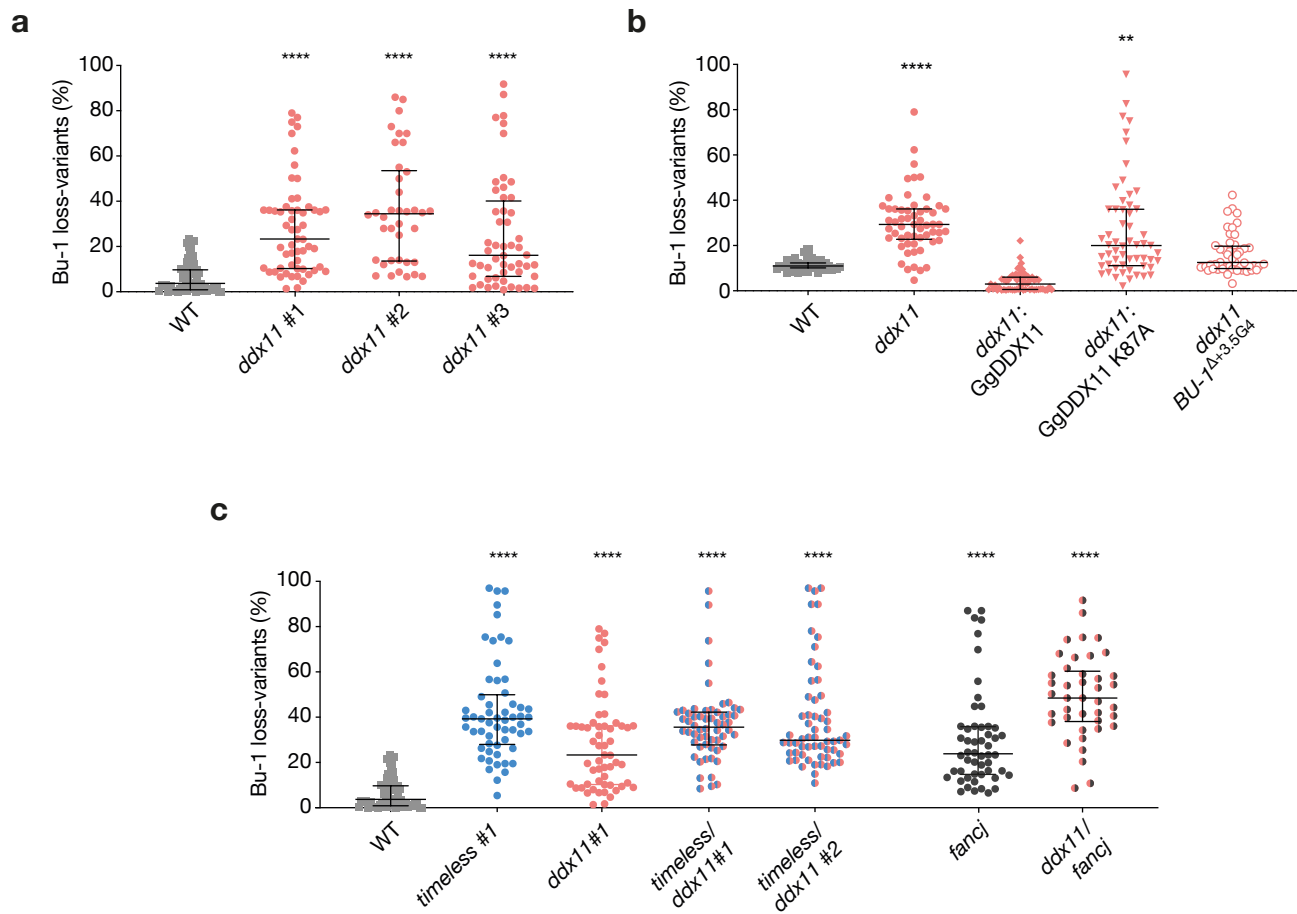 a
Bu-1 loss-variants (%)
100
80
60
40
20
0
**** **** ****
WT
ddx11 #1
ddx11 #2
ddx11 #3
b
Bu-1 loss-variants (%)
100
80
60
40
20
0
**** **
WT
ddx11
ddx11:
GgDDX11
ddx11:
GgDDX11 K87A
ddx11
BU-1Δ+3.5G4
c
Bu-1 loss-variants (%)
100
80
60
40
20
0
**** **** **** **** **** ****
WT
timeless #1
ddx11#1
timeless/
ddx11#1
timeless/
ddx11 #2
fancj
ddx11/
fancj